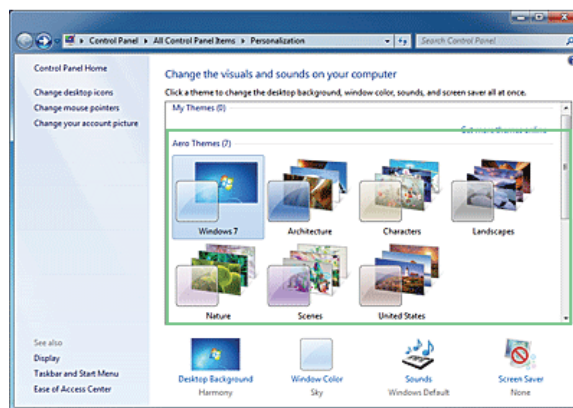 Control Panel ▸ All Control Panel Items ▸ Personalization
Search Control Panel
Control Panel Home
Change desktop icons
Change mouse pointers
Change your account picture
Change the visuals and sounds on your computer
Click a theme to change the desktop background, window color, sounds, and screen saver all at once.
My Themes (0)
Get more themes online
Aero Themes (7)
Windows 7
Architecture
Characters
Landscapes
Nature
Scenes
United States
See also
Display
Taskbar and Start Menu
Ease of Access Center
Desktop Background
Harmony
Window Color
Sky
Sounds
Windows Default
Screen Saver
None